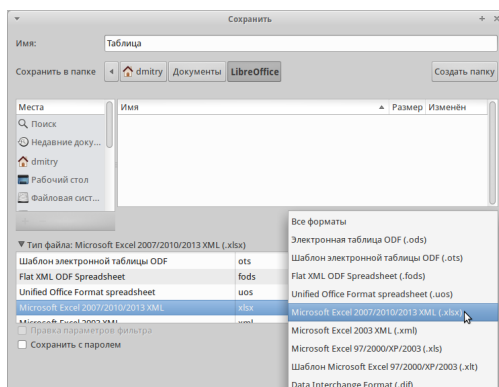 Сохранить
Имя:
Таблица
Сохранить в папке
dmitry
Документы
LibreOffice
Создать папку
Места
Имя
Размер
Изменён
Поиск
Недавние доку...
dmitry
Рабочий стол
Файловая сист...
Тип файла: Microsoft Excel 2007/2010/2013 XML (.xlsx)
Шаблон электронной таблицы ODF ots
Flat XML ODF Spreadsheet fods
Unified Office Format spreadsheet uos
Microsoft Excel 2007/2010/2013 XML xlsx
Microsoft Excel 2003 XML xml
Правка параметров фильтра
Сохранить с паролем
Все форматы
Электронная таблица ODF (.ods)
Шаблон электронной таблицы ODF (.ots)
Flat XML ODF Spreadsheet (.fods)
Unified Office Format spreadsheet (.uos)
Microsoft Excel 2007/2010/2013 XML (.xlsx)
Microsoft Excel 2003 XML (.xml)
Microsoft Excel 97/2000/XP/2003 (.xls)
Шаблон Microsoft Excel 97/2000/XP/2003 (.xlt)
Data Interchange Format (.dif)